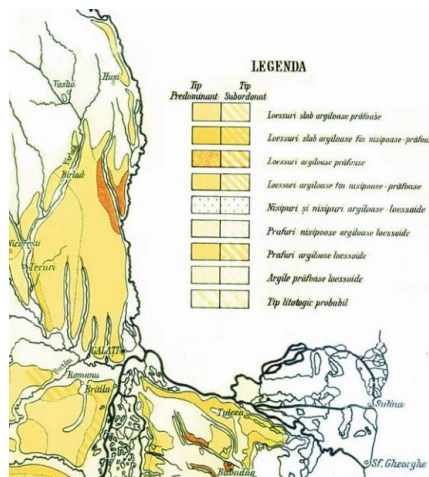 LEGENDA
Tip Predominant
Tip Subordonat
Loessuri slab argiloase prăfoase
Loessuri slab argiloase fin nisipoase-prăfoase
Loessuri argiloase prăfoase
Loessuri argiloase fin nisipoase-prăfoase
Nisipuri și nisipuri argiloase-loessoide
Prafuri nisipoase argiloase loessoide
Prafuri argiloase loessoide
Argile prăfoase loessoide
Tip litologic probabil
Vaslui
Huși
Bîrlad
Tecuci
GALAȚI
Brăila
Tulcea
Sulina
Babadag
Sf. Gheorghe